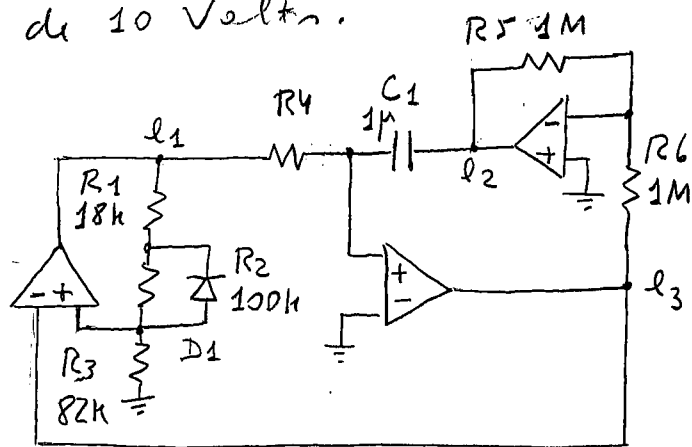 de 10 Volts.
R5 1M
C1
1μ
R4
e1
e2
R6
1M
R1
18k
R2
100k
D1
R3
82k
e3
- +
- +
+ -